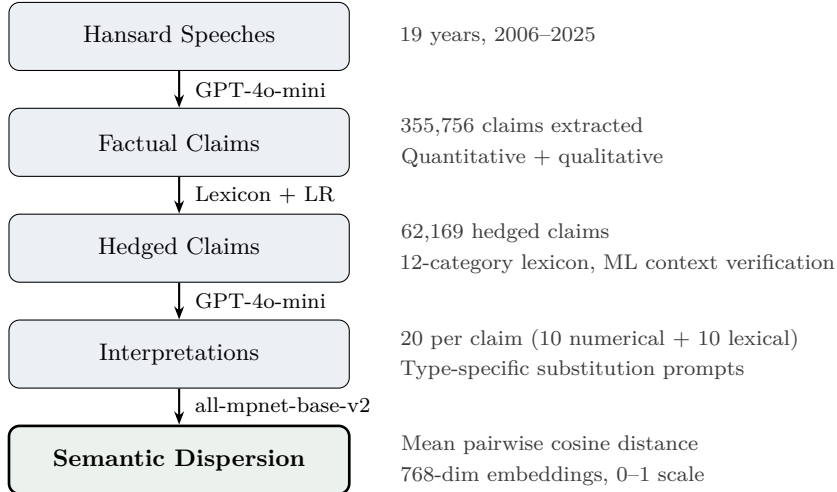 Hansard Speeches
19 years, 2006–2025
GPT-4o-mini
Factual Claims
355,756 claims extracted
Quantitative + qualitative
Lexicon + LR
Hedged Claims
62,169 hedged claims
12-category lexicon, ML context verification
GPT-4o-mini
Interpretations
20 per claim (10 numerical + 10 lexical)
Type-specific substitution prompts
all-mpnet-base-v2
Semantic Dispersion
Mean pairwise cosine distance
768-dim embeddings, 0–1 scale